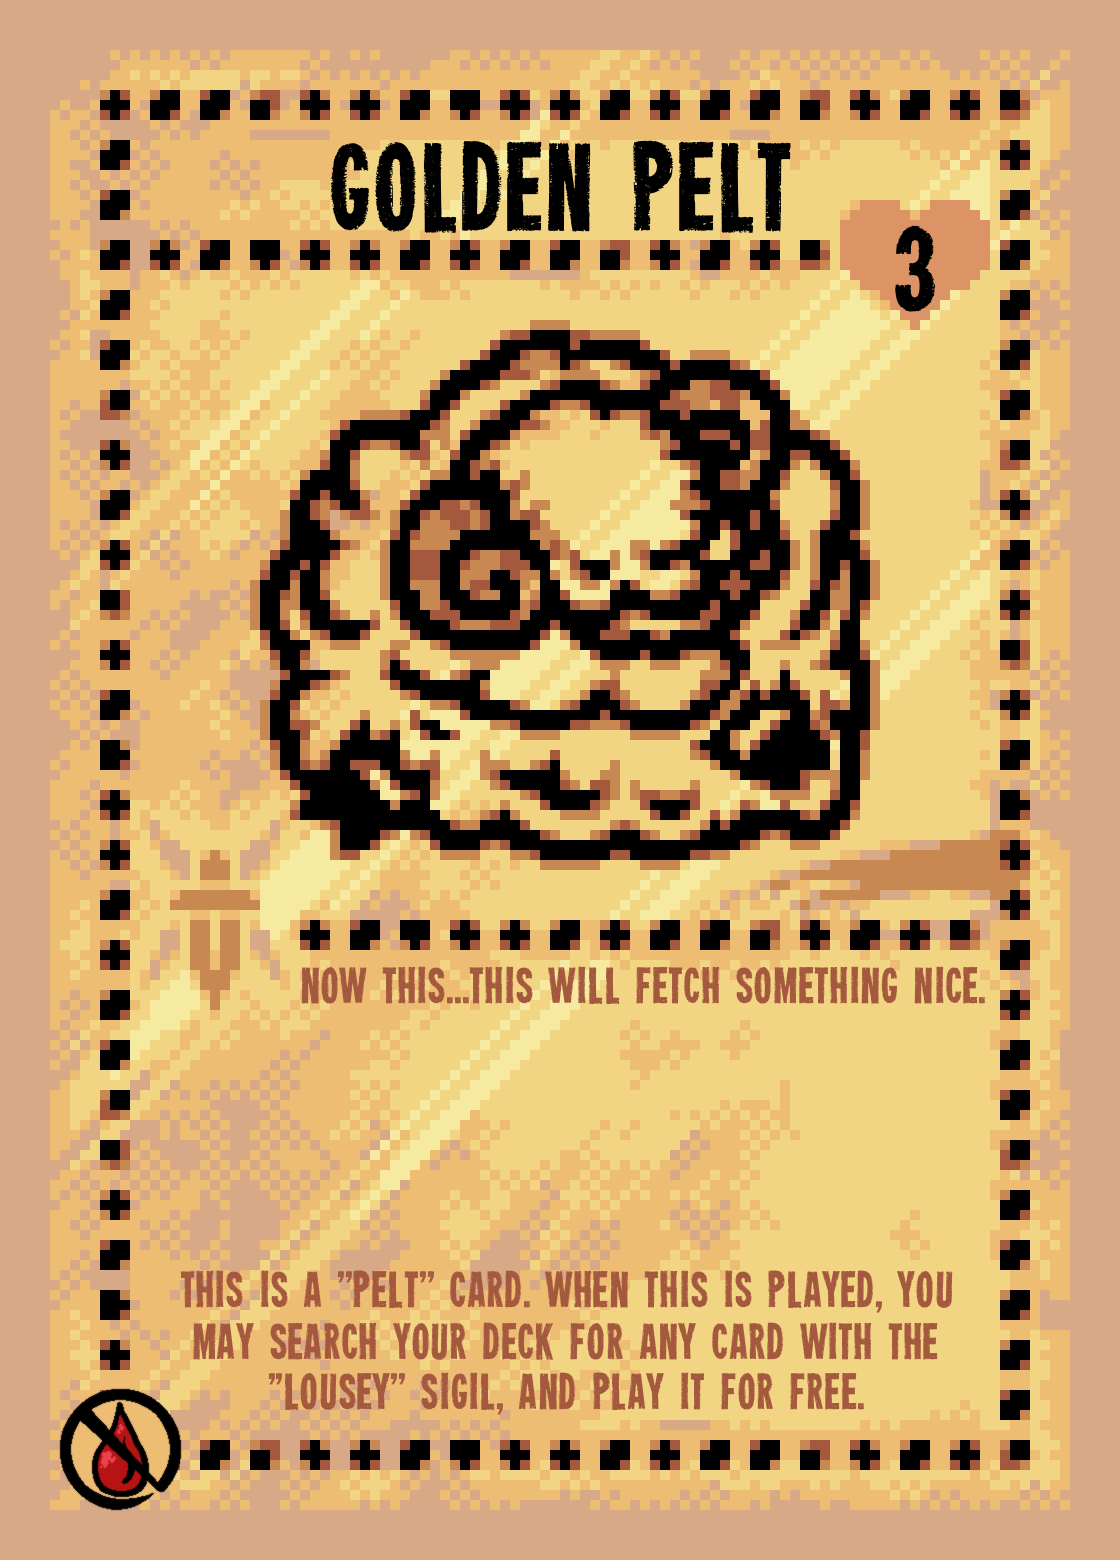 GOLDEN PELT
3
NOW THIS...THIS WILL FETCH SOMETHING NICE.
THIS IS A "PELT" CARD. WHEN THIS IS PLAYED, YOU
MAY SEARCH YOUR DECK FOR ANY CARD WITH THE
"LOUSEY" SIGIL, AND PLAY IT FOR FREE.